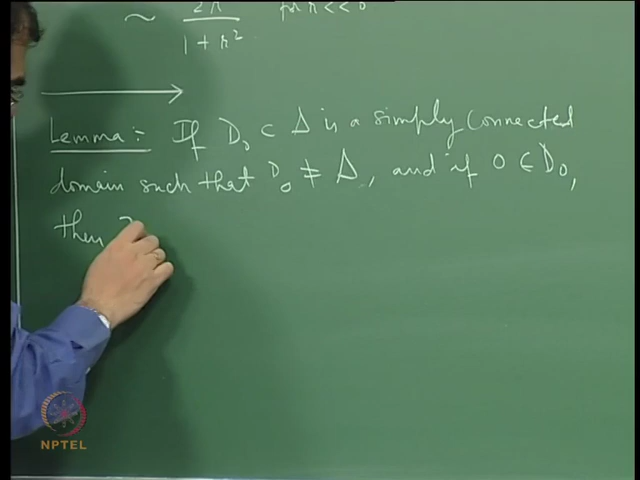 ~ 2r / 1 + r² for r << 0
Lemma :- If D₀ ⊂ Δ is a simply connected
domain such that D₀ ≠ Δ, and if 0 ∈ D₀,
then
NPTEL